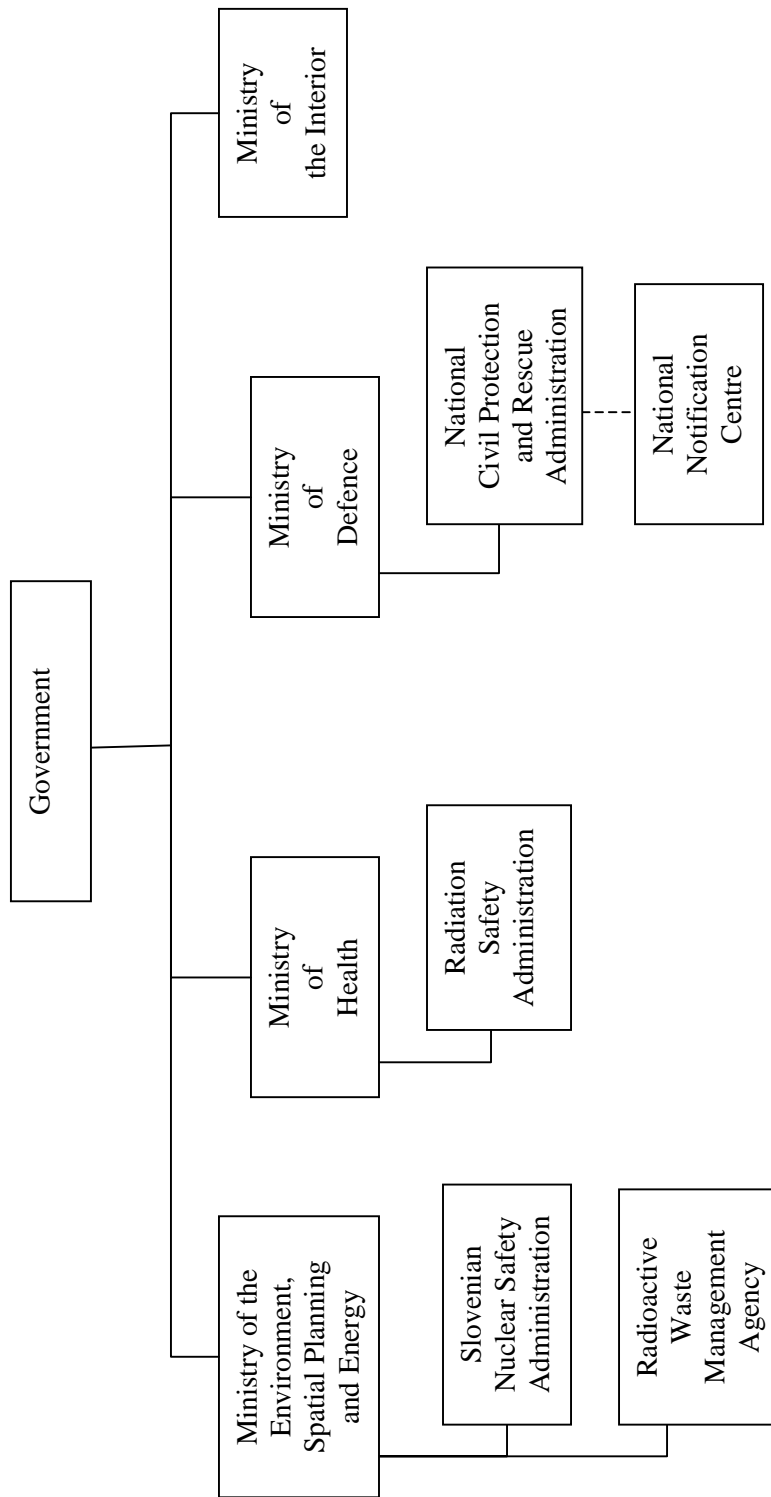 Government
Ministry of the
Environment,
Spatial Planning
and Energy
Ministry
of
Health
Ministry
of
Defence
Ministry
of
the Interior
Slovenian
Nuclear Safety
Administration
Radiation
Safety
Administration
National
Civil Protection
and Rescue
Administration
Radioactive
Waste
Management
Agency
National
Notification
Centre